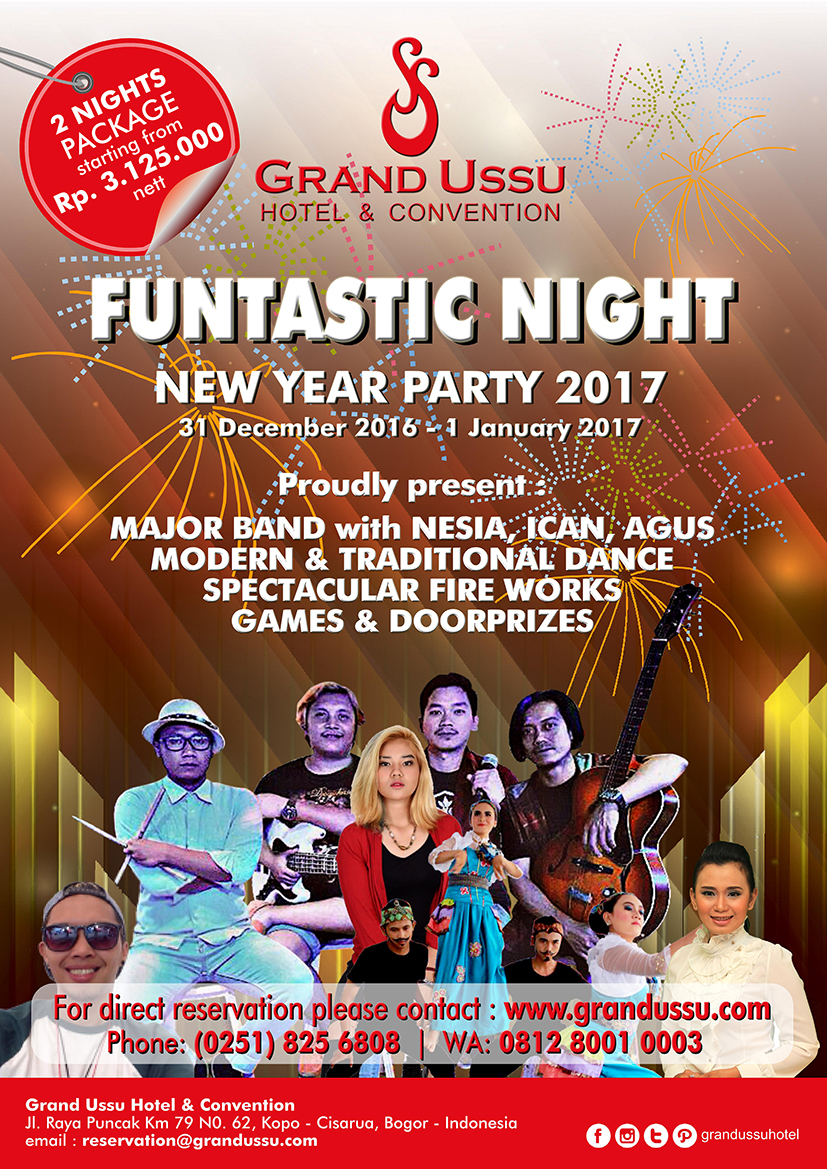 2 NIGHTS
PACKAGE
starting from
Rp. 3.125.000
nett
GRAND USSU
HOTEL & CONVENTION
FUNTASTIC NIGHT
NEW YEAR PARTY 2017
31 December 2016 - 1 January 2017
Proudly present :
MAJOR BAND with NESIA, ICAN, AGUS
MODERN & TRADITIONAL DANCE
SPECTACULAR FIRE WORKS
GAMES & DOORPRIZES
For direct reservation please contact : www.grandussu.com
Phone: (0251) 825 6808 | WA: 0812 8001 0003
Grand Ussu Hotel & Convention
Jl. Raya Puncak Km 79 N0. 62, Kopo - Cisarua, Bogor - Indonesia
email : reservation@grandussu.com
grandussuhotel